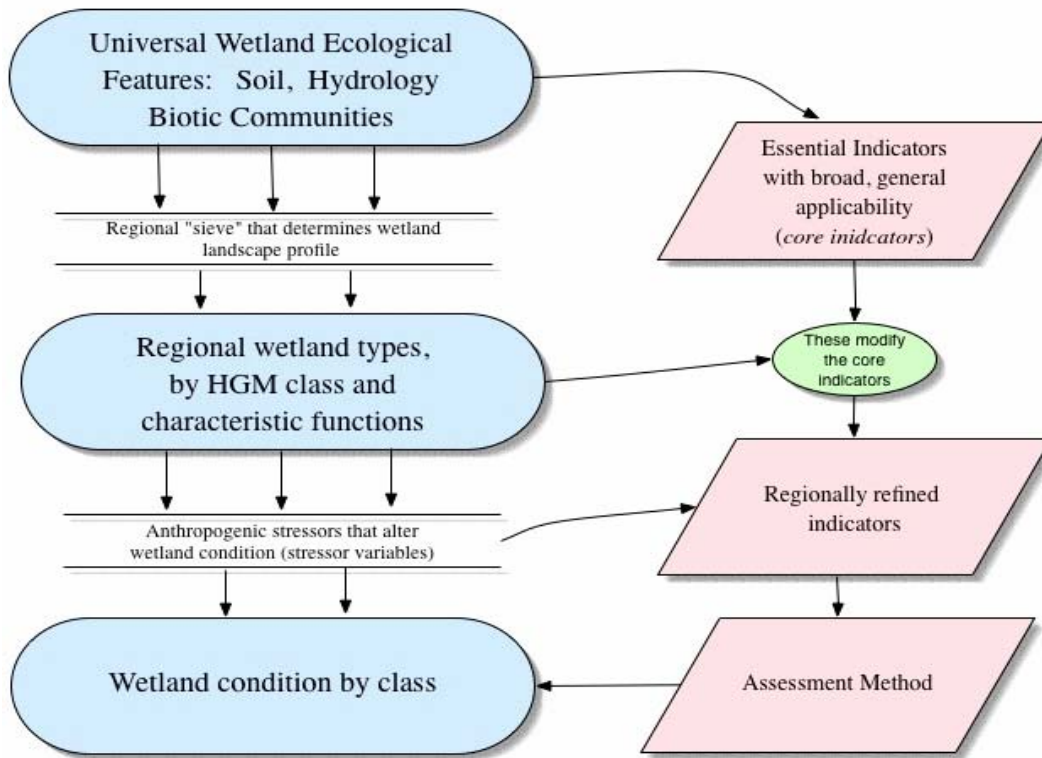 Universal Wetland Ecological
Features: Soil, Hydrology
Biotic Communities
Essential Indicators
with broad, general
applicability
(core inidcators)
Regional "sieve" that determines wetland
landscape profile
Regional wetland types,
by HGM class and
characteristic functions
These modify
the core
indicators
Regionally refined
indicators
Anthropogenic stressors that alter
wetland condition (stressor variables)
Wetland condition by class
Assessment Method